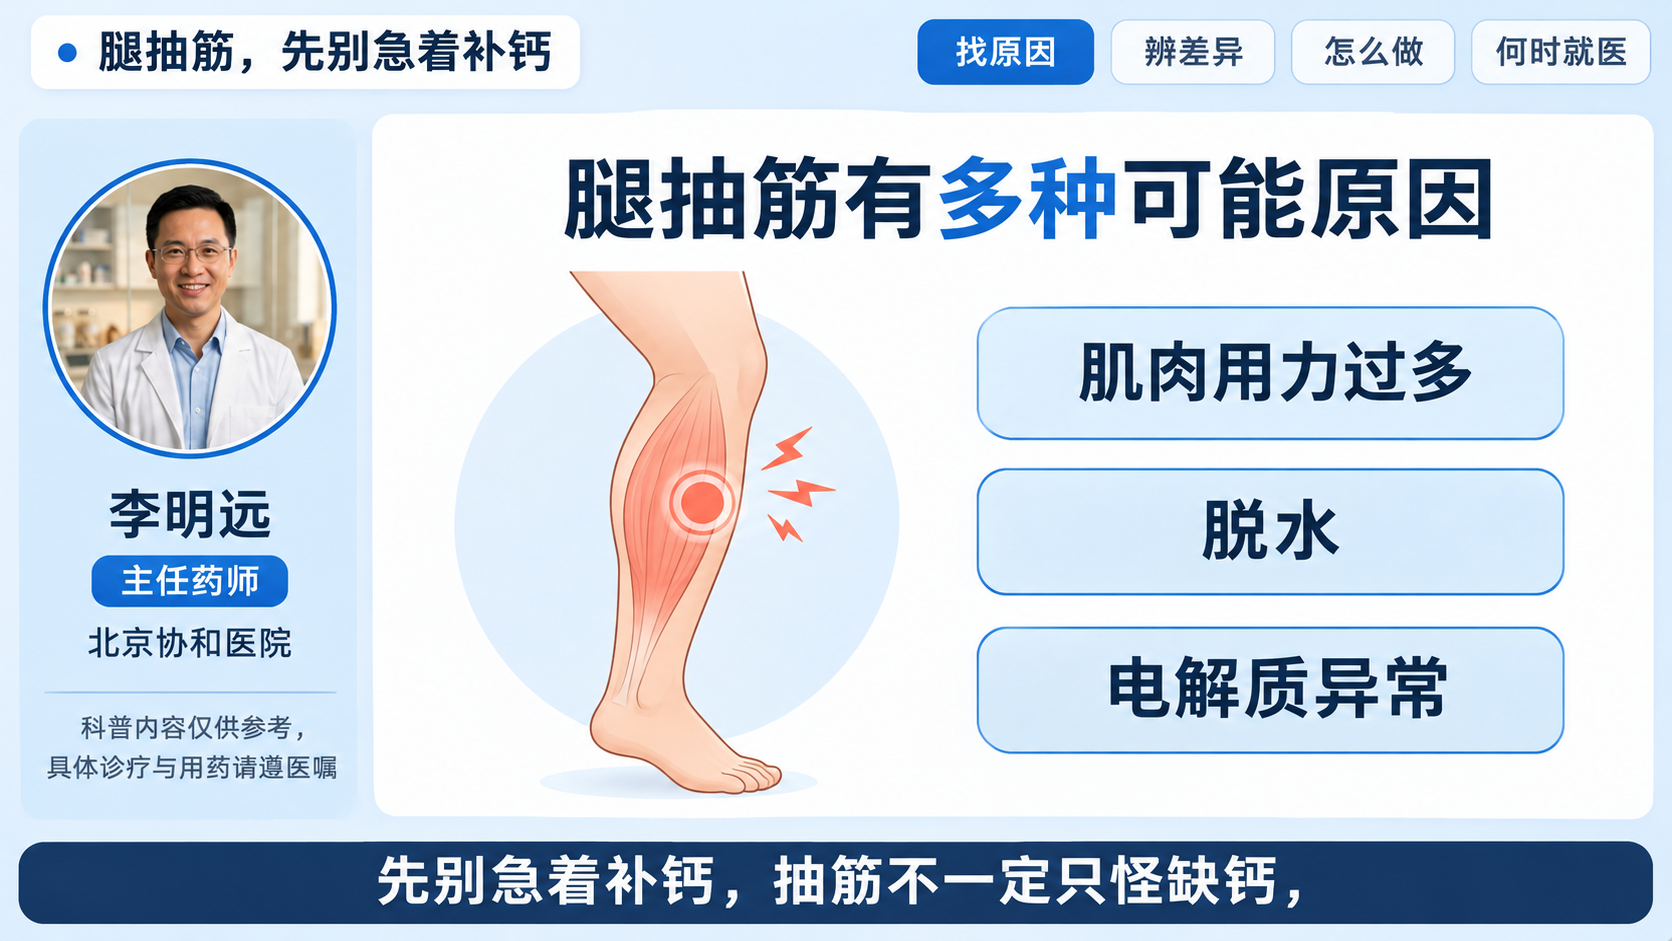 腿抽筋，先别急着补钙
找原因
辨差异
怎么做
何时就医
李明远
主任药师
北京协和医院
科普内容仅供参考，
具体诊疗与用药请遵医嘱
腿抽筋有多种可能原因
肌肉用力过多
脱水
电解质异常
先别急着补钙，抽筋不一定只怪缺钙，